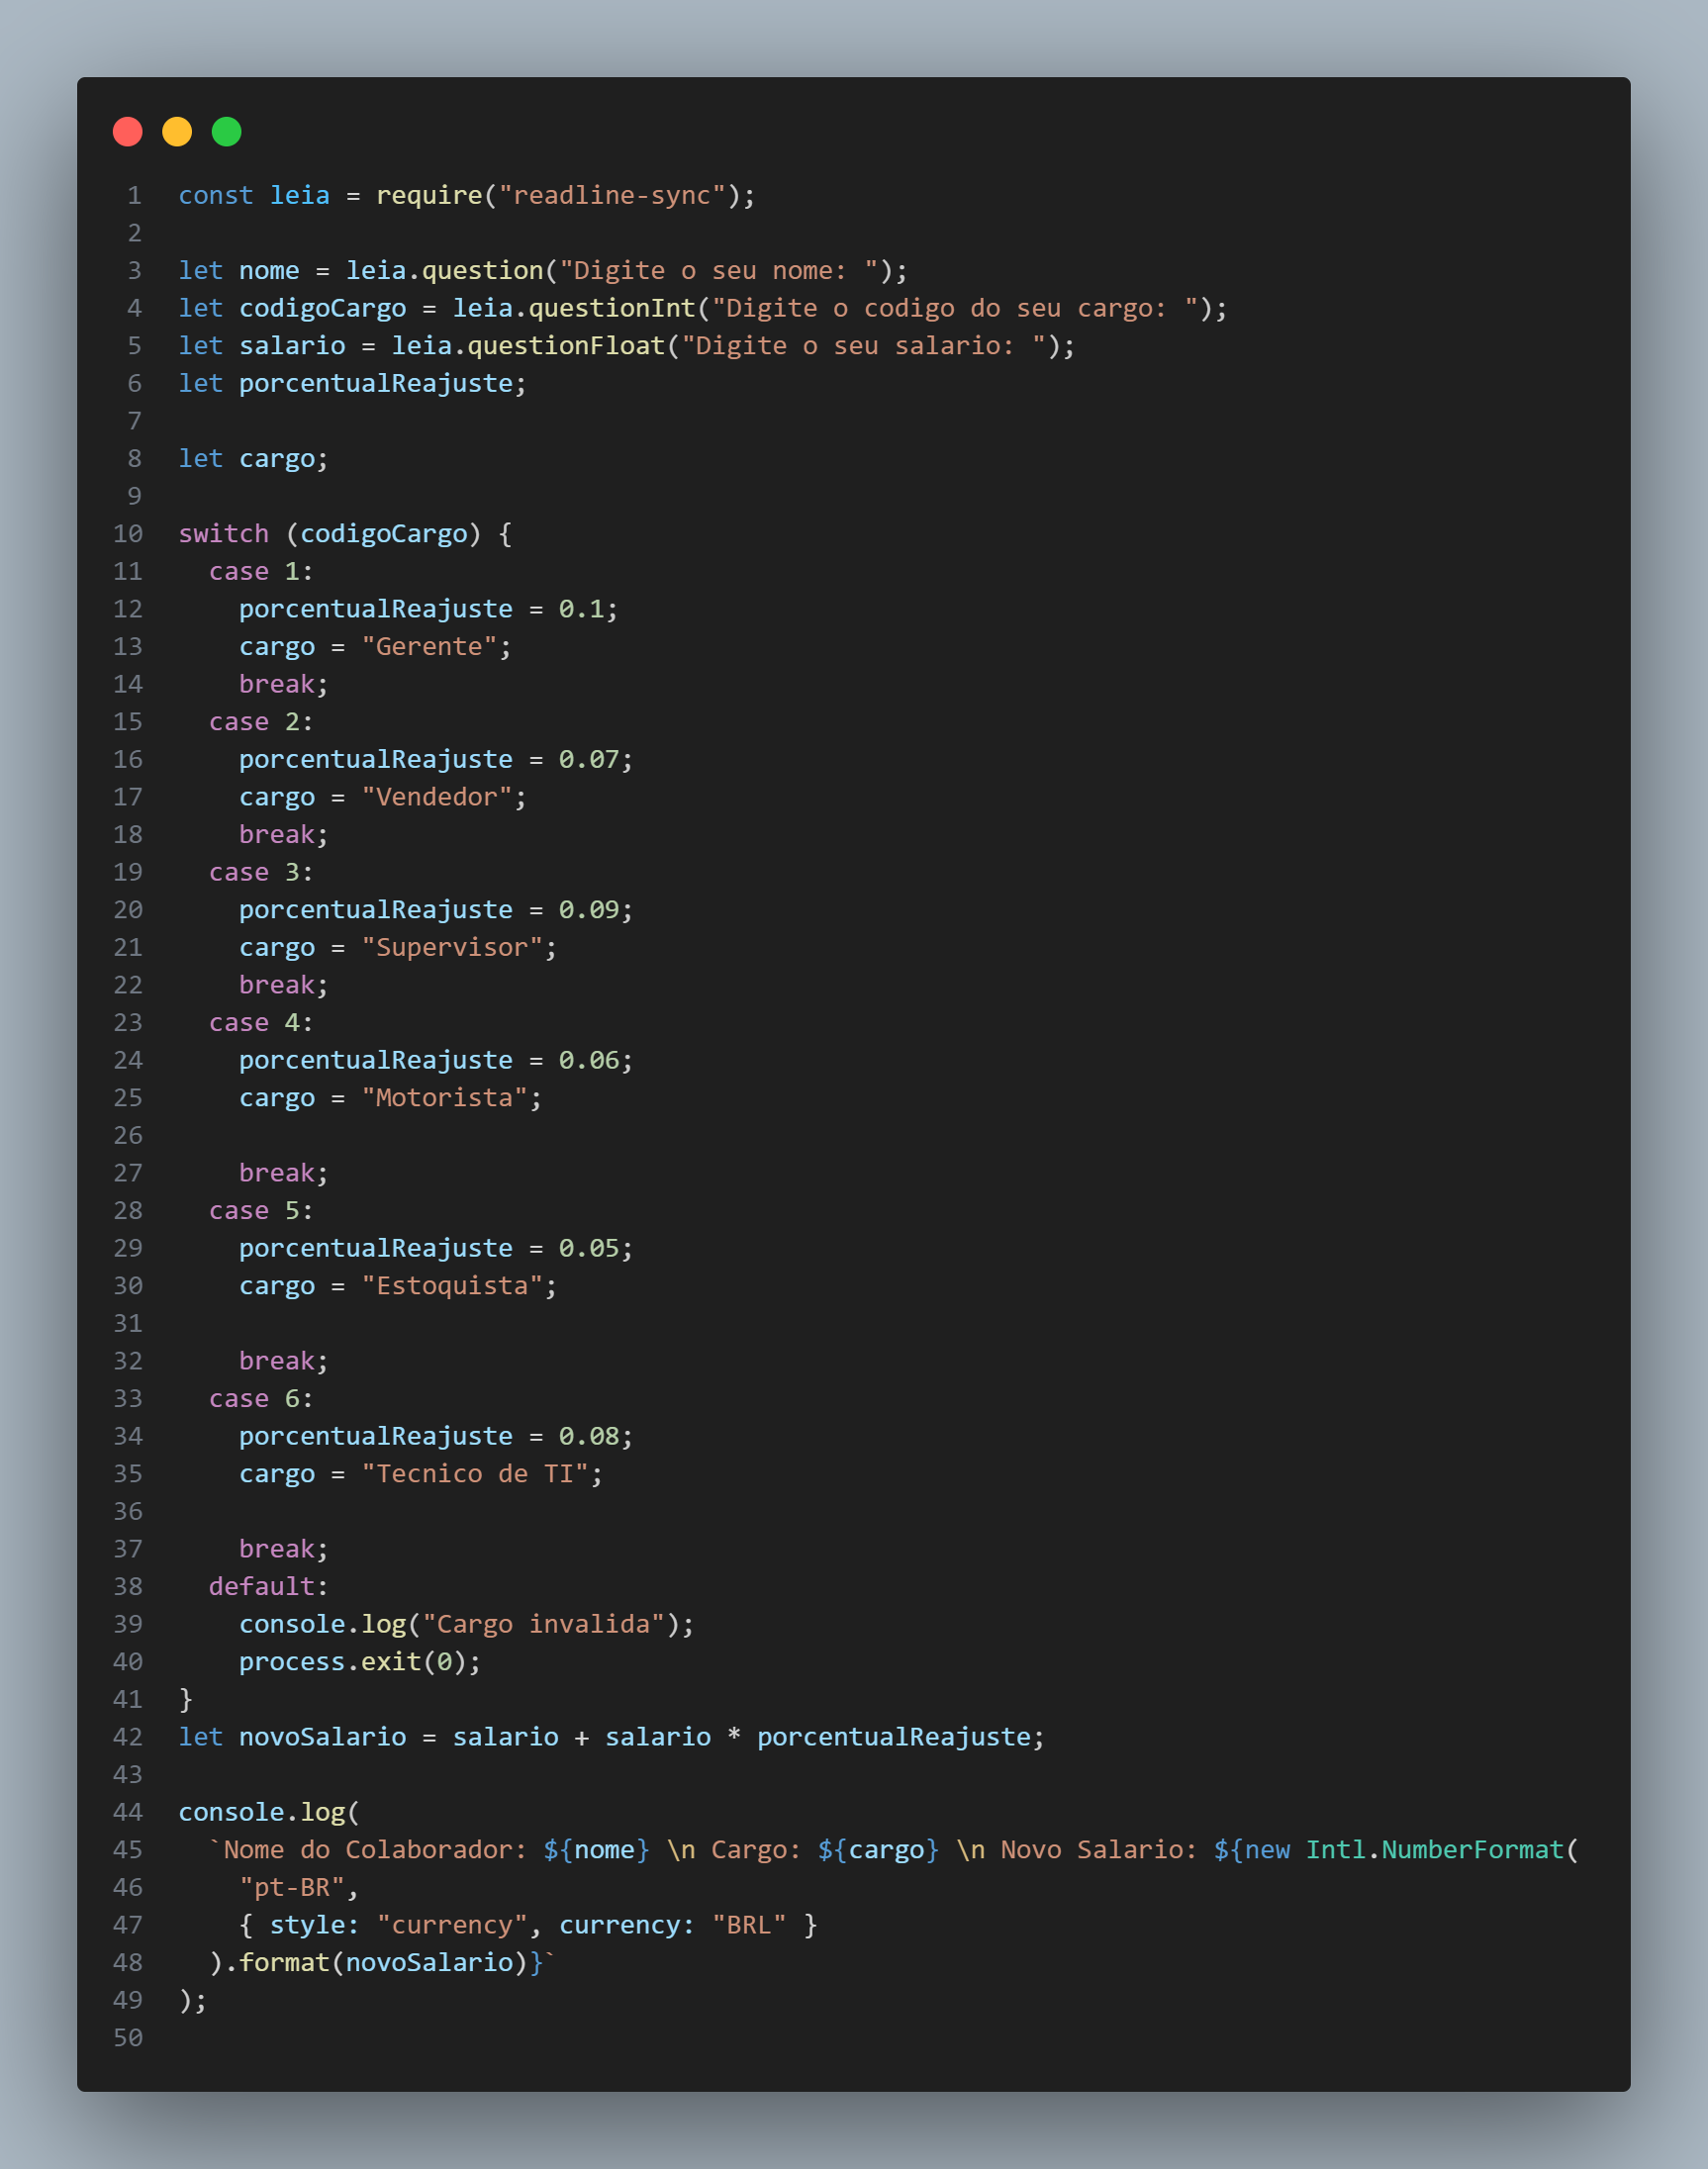 1 const leia = require("readline-sync");
2
3 let nome = leia.question("Digite o seu nome: ");
4 let codigoCargo = leia.questionInt("Digite o codigo do seu cargo: ");
5 let salario = leia.questionFloat("Digite o seu salario: ");
6 let porcentualReajuste;
7
8 let cargo;
9
10 switch (codigoCargo) {
11   case 1:
12     porcentualReajuste = 0.1;
13     cargo = "Gerente";
14     break;
15   case 2:
16     porcentualReajuste = 0.07;
17     cargo = "Vendedor";
18     break;
19   case 3:
20     porcentualReajuste = 0.09;
21     cargo = "Supervisor";
22     break;
23   case 4:
24     porcentualReajuste = 0.06;
25     cargo = "Motorista";
26
27     break;
28   case 5:
29     porcentualReajuste = 0.05;
30     cargo = "Estoquista";
31
32     break;
33   case 6:
34     porcentualReajuste = 0.08;
35     cargo = "Tecnico de TI";
36
37     break;
38   default:
39     console.log("Cargo invalida");
40     process.exit(0);
41 }
42 let novoSalario = salario + salario * porcentualReajuste;
43
44 console.log(
45   `Nome do Colaborador: ${nome} \n Cargo: ${cargo} \n Novo Salario: ${new Intl.NumberFormat(
46     "pt-BR",
47     { style: "currency", currency: "BRL" }
48   ).format(novoSalario)}`
49 );
50